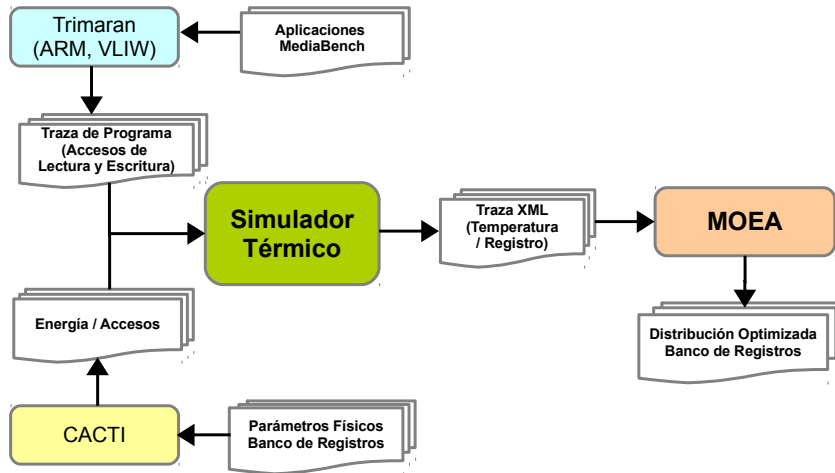 Trimaran
(ARM, VLIW)
Aplicaciones
MediaBench
Traza de Programa
(Accesos de
Lectura y Escritura)
Simulador
Térmico
Traza XML
(Temperatura
/ Registro)
MOEA
Energía / Accesos
Distribución Optimizada
Banco de Registros
CACTI
Parámetros Físicos
Banco de Registros